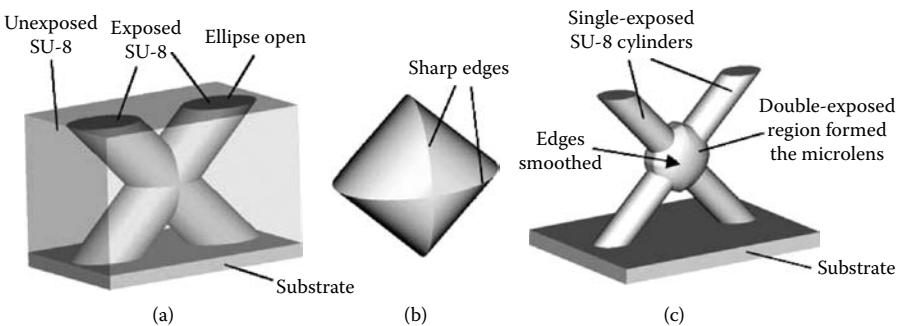 Unexposed
SU-8
Exposed
SU-8
Ellipse open
Substrate
(a)
Sharp edges
(b)
Single-exposed
SU-8 cylinders
Edges
smoothed
Double-exposed
region formed
the microlens
Substrate
(c)